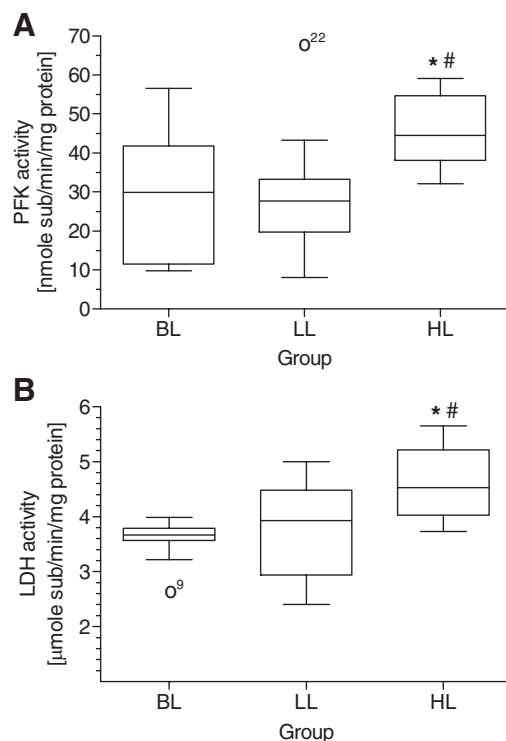 A
PFK activity
[nmole sub/min/mg protein]
70
60
50
40
30
20
10
0
o22
* #
BL LL HL
Group
B
LDH activity
[μmole sub/min/mg protein]
6
5
4
3
2
o9
* #
BL LL HL
Group